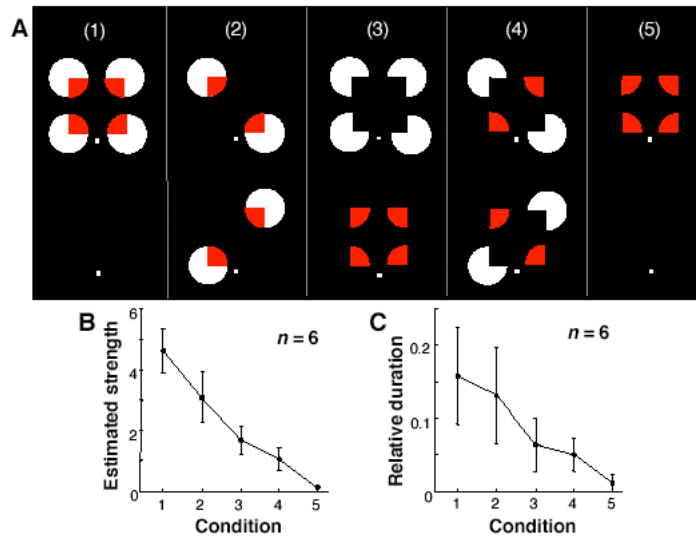 A (1) (2) (3) (4) (5)
B
n = 6
Estimated strength
6
4
2
0
1 2 3 4 5
Condition
C
n = 6
Relative duration
0.2
0.1
0
1 2 3 4 5
Condition